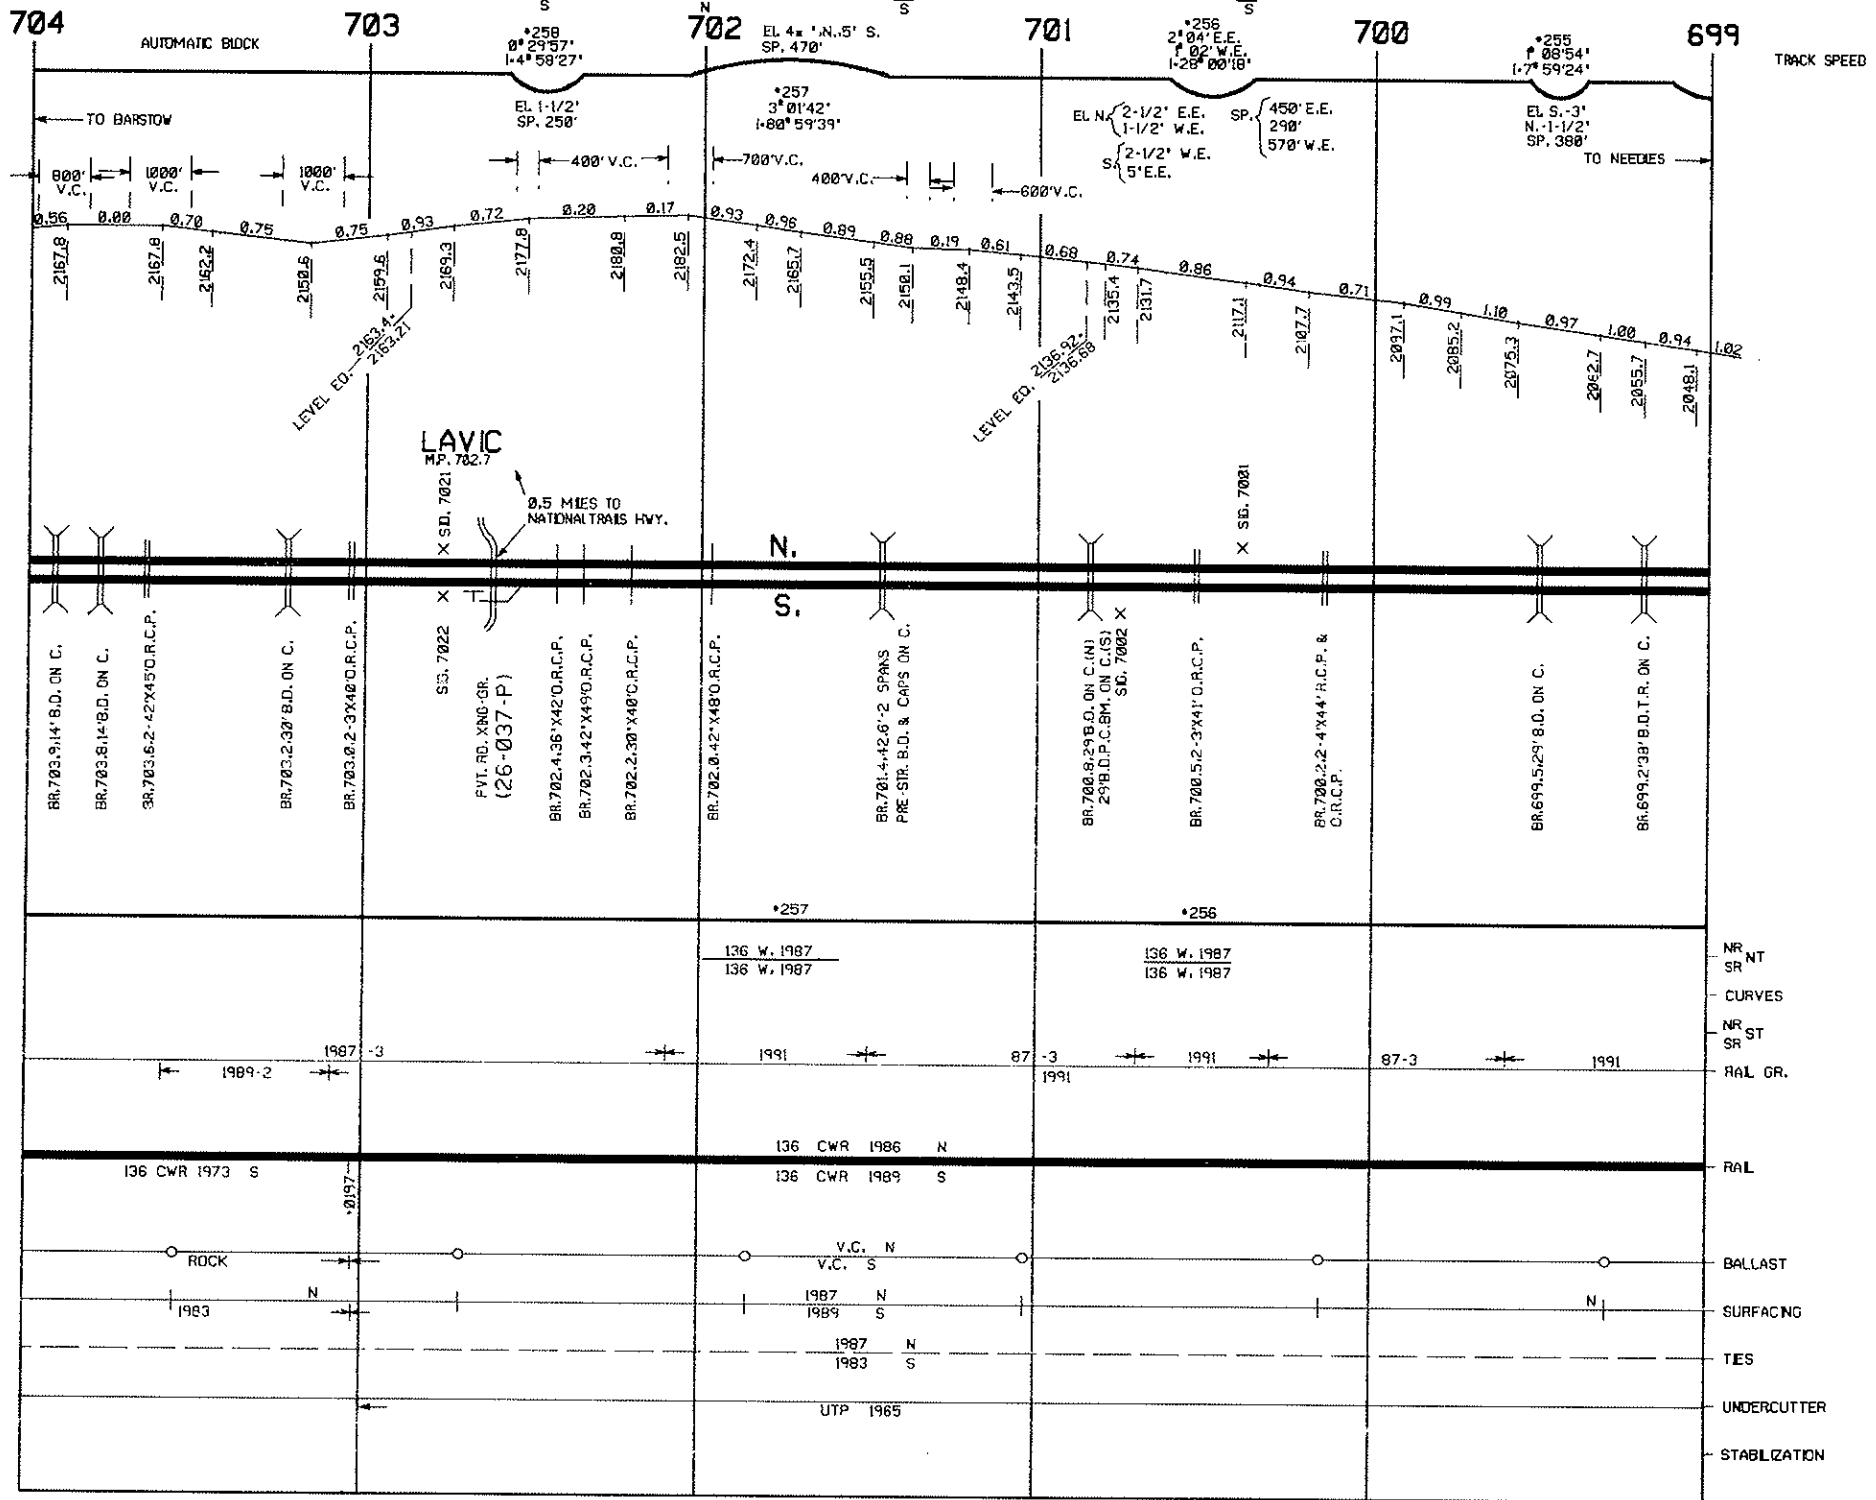 S N S S
704 703 702 701 700 699
AUTOMATIC BLOCK
TRACK SPEED
•258
0°29'57"
I-4°58'27"
EL 1-1/2"
SP. 250'
SP. 470'
•257
3°01'42"
I-80°59'39"
•256
2°04' E.E.
1°02' W.E.
I-28°00'18"
EL N. 2-1/2" E.E.
1-1/2" W.E.
S. 2-1/2" W.E.
5" E.E.
SP. 450' E.E.
290'
570' W.E.
•255
1°08'54"
I-7°59'24"
EL S.-3"
N.-1-1/2"
SP. 380'
TO BARSTOW
TO NEEDLES
800' V.C.
1000' V.C.
1000' V.C.
400' V.C.
700' V.C.
400' V.C.
600' V.C.
0.56 0.00 0.70 0.75 0.75 0.93 0.72 0.20 0.17 0.93 0.96 0.89 0.88 0.19 0.61 0.68 0.74 0.86 0.94 0.71 0.99 1.10 0.97 1.00 0.94 1.02
2167.8 2167.8 2162.2 2150.6 2159.6 2169.3 2177.8 2180.8 2182.5 2172.4 2165.7 2155.5 2150.1 2148.4 2143.5 2135.4 2131.7 2117.1 2107.7 2097.1 2085.2 2075.3 2062.7 2055.7 2048.1
LEVEL EQ. 2163.4=
2163.21
LEVEL EQ. 2136.92=
2136.68
LAVIC
M.P. 702.7
0.5 MILES TO
NATIONAL TRAILS HWY.
SIG. 7021
SIG. 7001
N.
S.
BR.703.9.14' B.D. ON C.
BR.703.8.14' B.D. ON C.
BR.703.6.2-42"X45'O.R.C.P.
BR.703.2.30' B.D. ON C.
BR.703.0.2-3'X40'O.R.C.P.
SIG. 7022
PVT. RD. XING-GR.
(26-037-P)
BR.702.4.36"X42'O.R.C.P.
BR.702.3.42"X49'O.R.C.P.
BR.702.2.30"X40'O.R.C.P.
BR.702.0.42"X48'O.R.C.P.
BR.701.4.42.6'-2 SPANS
PRE-STR. B.D. & CAPS ON C.
BR.700.8.29'B.D. ON C.(N)
29'B.D.P.C.BM. ON C.(S)
SIG. 7002
BR.700.5.2-3'X41' O.R.C.P.
BR.700.2.2-4'X44' R.C.P. &
C.R.C.P.
BR.699.5.29' B.D. ON C.
BR.699.2'38' B.D.T.R. ON C.
•257 •256
136 W. 1987
136 W. 1987
136 W. 1987
136 W. 1987
NR NT
SR
CURVES
NR ST
SR
1987 -3 1991 87 -3 1991 87-3 1991
1989-2 1991
RAIL GR.
136 CWR 1986 N
136 CWR 1973 S
136 CWR 1989 S
RAIL
•0197
V.C. N
ROCK
V.C. S
BALLAST
N 1987 N N
1983 1989 S
SURFACING
1987 N
1983 S
TIES
UTP 1965
UNDERCUTTER
STABILIZATION